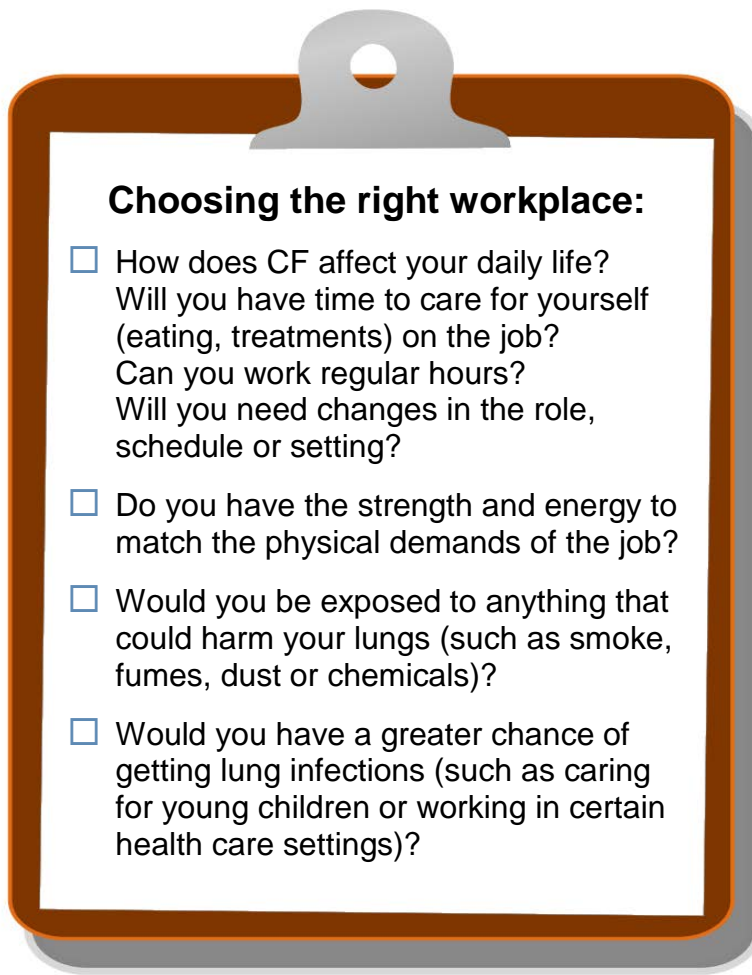 Choosing the right workplace:
☐ How does CF affect your daily life?
Will you have time to care for yourself
(eating, treatments) on the job?
Can you work regular hours?
Will you need changes in the role,
schedule or setting?
☐ Do you have the strength and energy to
match the physical demands of the job?
☐ Would you be exposed to anything that
could harm your lungs (such as smoke,
fumes, dust or chemicals)?
☐ Would you have a greater chance of
getting lung infections (such as caring
for young children or working in certain
health care settings)?